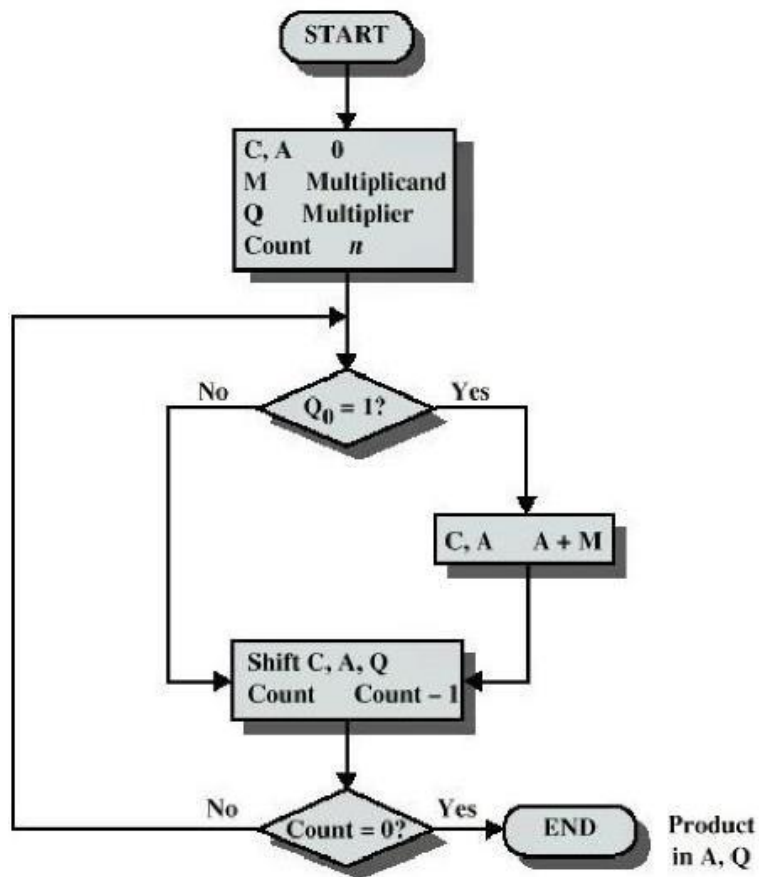 START
C, A 0
M Multiplicand
Q Multiplier
Count n
No
Yes
Q0 = 1?
C, A A + M
Shift C, A, Q
Count Count – 1
No
Yes
Count = 0?
END
Product
in A, Q